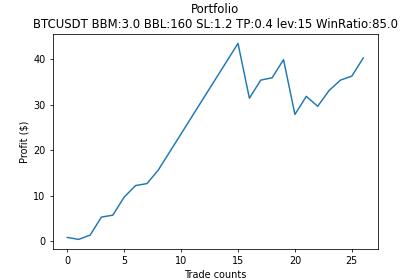 Portfolio
BTCUSDT BBM:3.0 BBL:160 SL:1.2 TP:0.4 lev:15 WinRatio:85.0
40
30
20
10
0
Profit ($)
0 5 10 15 20 25
Trade counts